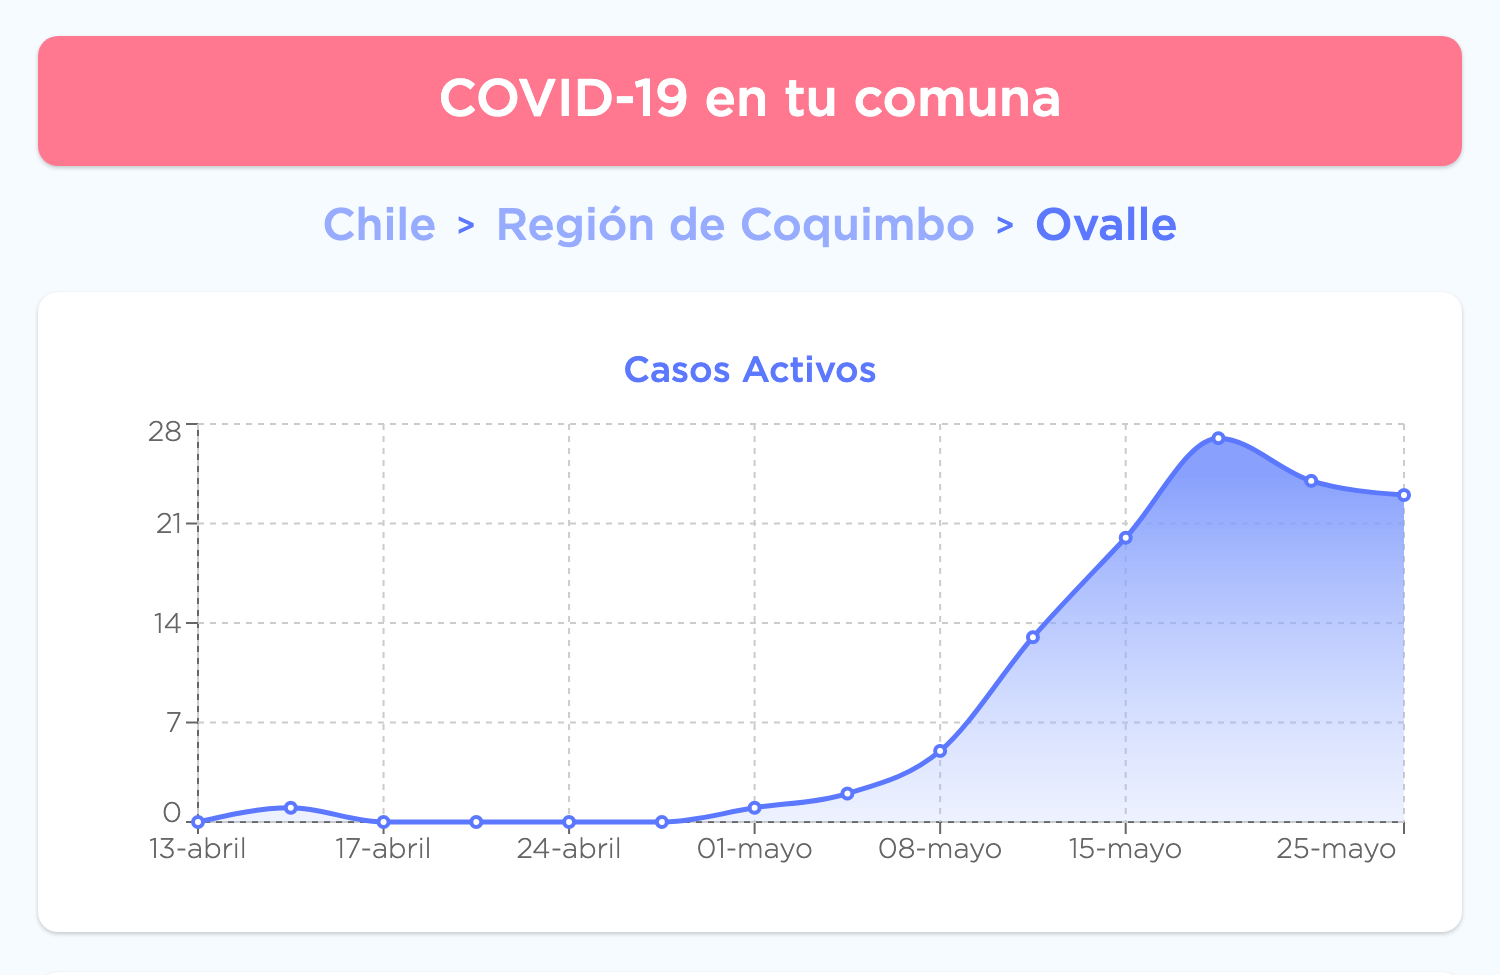 COVID-19 en tu comuna
Chile > Región de Coquimbo > Ovalle
Casos Activos
28
21
14
7
0
13-abril 17-abril 24-abril 01-mayo 08-mayo 15-mayo 25-mayo